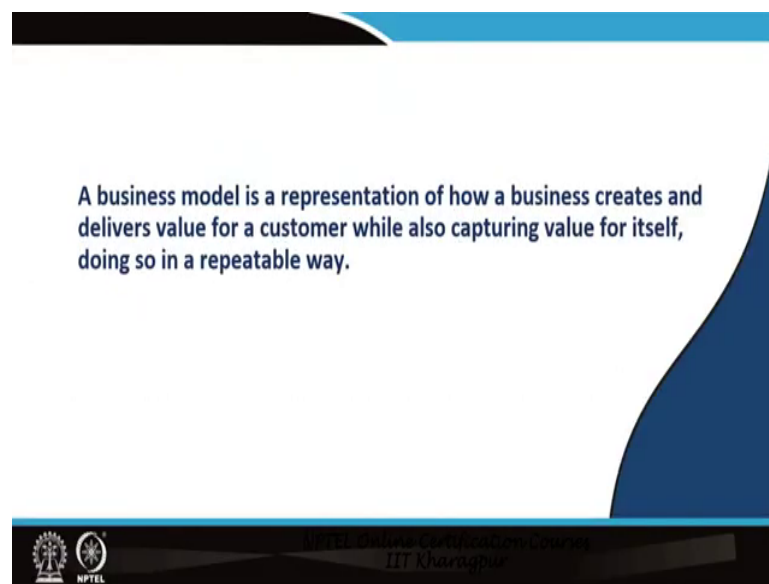 A business model is a representation of how a business creates and
delivers value for a customer while also capturing value for itself,
doing so in a repeatable way.
NPTEL Online Certification Courses
IIT Kharagpur
NPTEL